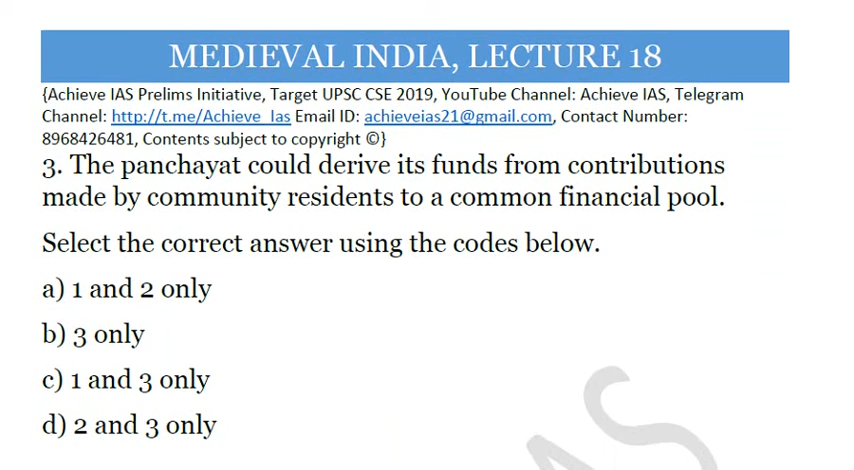 MEDIEVAL INDIA, LECTURE 18
{Achieve IAS Prelims Initiative, Target UPSC CSE 2019, YouTube Channel: Achieve IAS, Telegram
Channel: http://t.me/Achieve_Ias Email ID: achieveias21@gmail.com, Contact Number:
8968426481, Contents subject to copyright ©}
3. The panchayat could derive its funds from contributions
made by community residents to a common financial pool.
Select the correct answer using the codes below.
a) 1 and 2 only
b) 3 only
c) 1 and 3 only
d) 2 and 3 only
AS